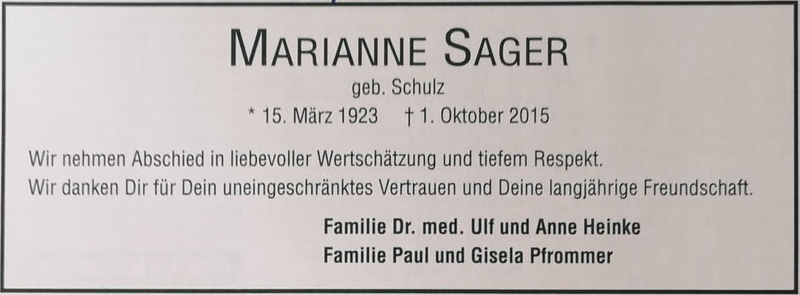 MARIANNE SAGER
geb. Schulz
* 15. März 1923 † 1. Oktober 2015
Wir nehmen Abschied in liebevoller Wertschätzung und tiefem Respekt.
Wir danken Dir für Dein uneingeschränktes Vertrauen und Deine langjährige Freundschaft.
Familie Dr. med. Ulf und Anne Heinke
Familie Paul und Gisela Pfrommer